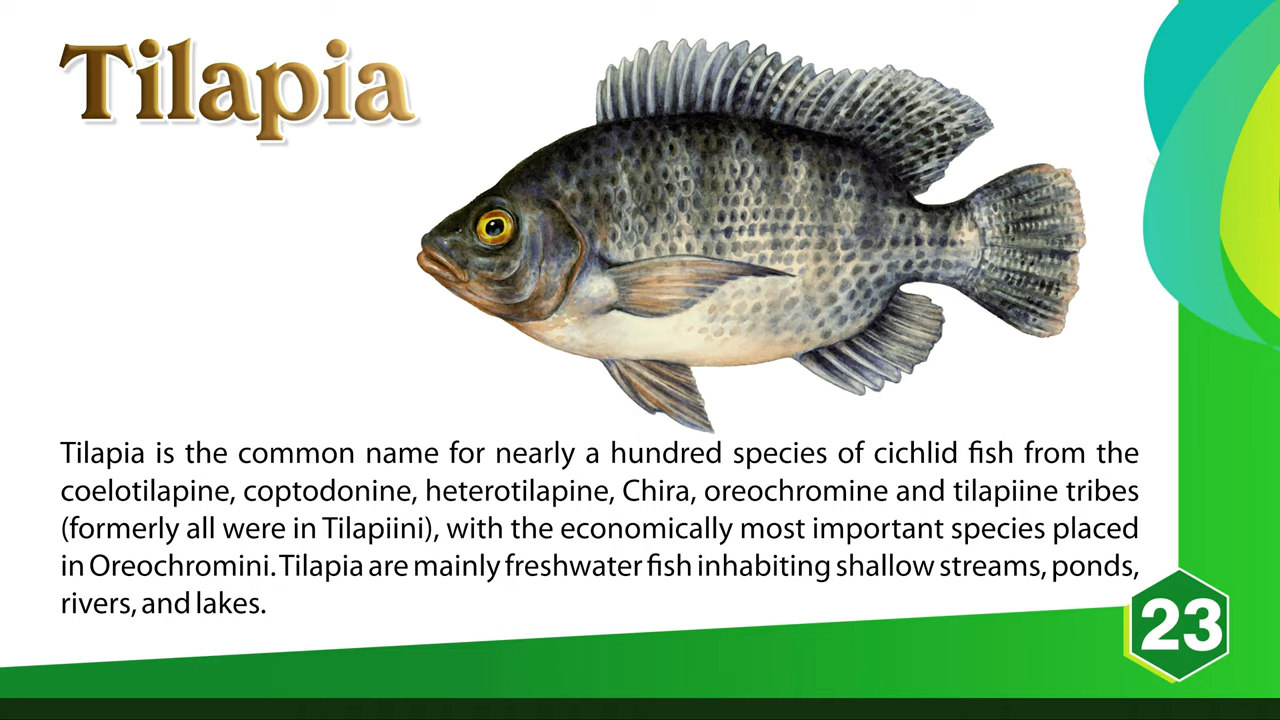 Tilapia
Tilapia is the common name for nearly a hundred species of cichlid fish from the
coelotilapine, coptodonine, heterotilapine, Chira, oreochromine and tilapiine tribes
(formerly all were in Tilapiini), with the economically most important species placed
in Oreochromini. Tilapia are mainly freshwater fish inhabiting shallow streams, ponds,
rivers, and lakes.
23